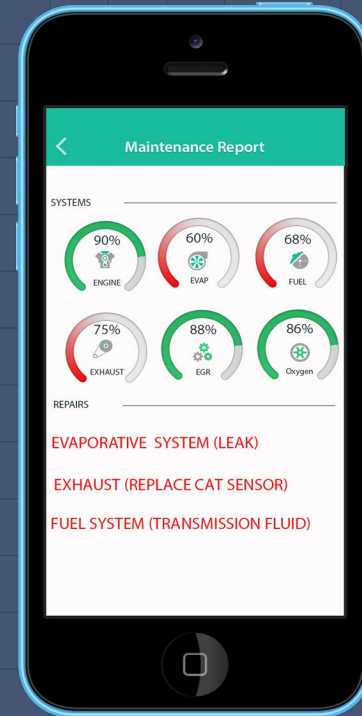 Maintenance Report
SYSTEMS
90%
ENGINE
60%
EVAP
68%
FUEL
75%
EXHAUST
88%
EGR
86%
Oxygen
REPAIRS
EVAPORATIVE SYSTEM (LEAK)
EXHAUST (REPLACE CAT SENSOR)
FUEL SYSTEM (TRANSMISSION FLUID)